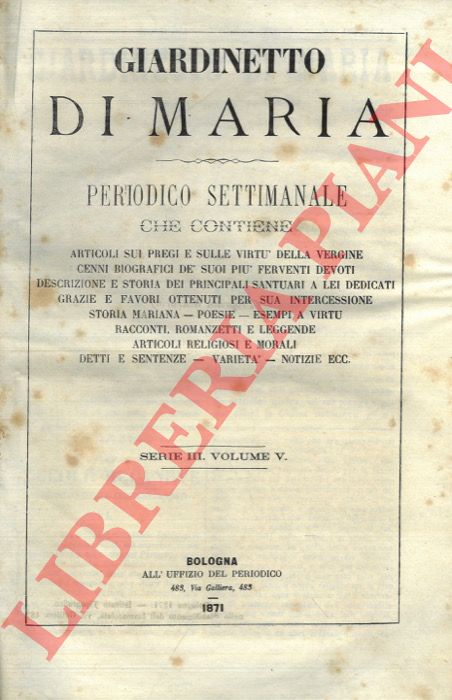 GIARDINETTO
DI MARIA
PERIODICO SETTIMANALE
CHE CONTIENE
ARTICOLI SUI PREGI E SULLE VIRTU' DELLA VERGINE
CENNI BIOGRAFICI DE' SUOI PIU' FERVENTI DEVOTI
DESCRIZIONE E STORIA DEI PRINCIPALI SANTUARI A LEI DEDICATI
GRAZIE E FAVORI OTTENUTI PER SUA INTERCESSIONE
STORIA MARIANA — POESIE — ESEMPI A VIRTU
RACCONTI, ROMANZETTI E LEGGENDE
ARTICOLI RELIGIOSI E MORALI
DETTI E SENTENZE — VARIETA' — NOTIZIE ECC.
SERIE III. VOLUME V.
BOLOGNA
ALL' UFFIZIO DEL PERIODICO
483, Via Galliera, 483
1871
LIBRERIA PIANI